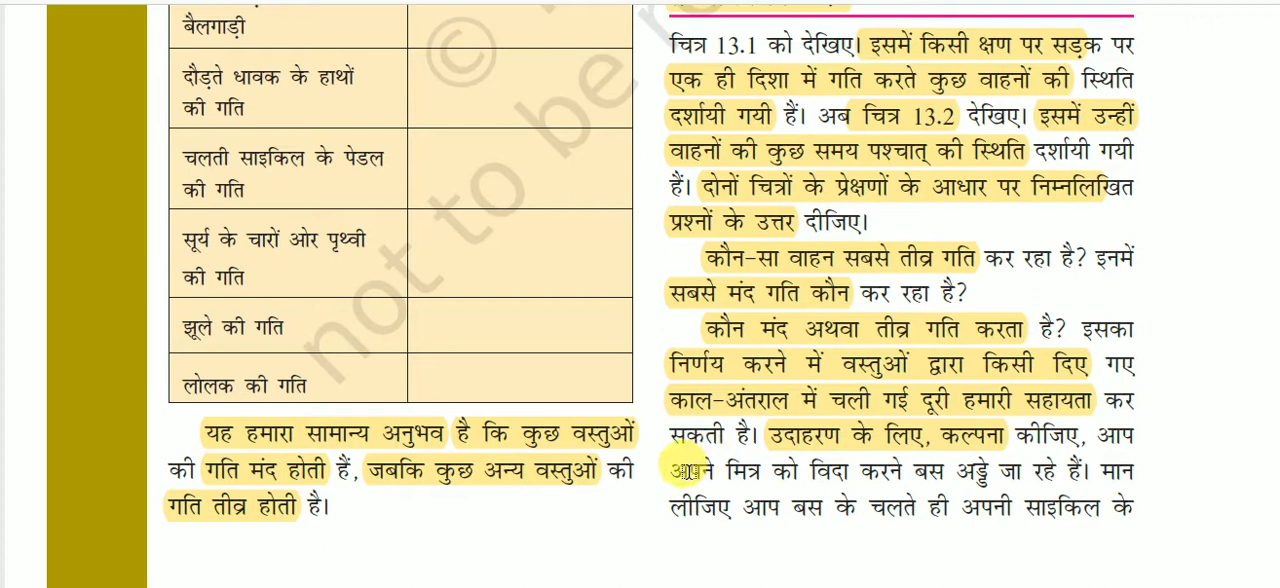 बैलगाड़ी
दौड़ते धावक के हाथों
की गति
चलती साइकिल के पेडल
की गति
सूर्य के चारों ओर पृथ्वी
की गति
झूले की गति
लोलक की गति
यह हमारा सामान्य अनुभव है कि कुछ वस्तुओं
की गति मंद होती हैं, जबकि कुछ अन्य वस्तुओं की
गति तीव्र होती है।
चित्र 13.1 को देखिए। इसमें किसी क्षण पर सड़क पर
एक ही दिशा में गति करते कुछ वाहनों की स्थिति
दर्शायी गयी हैं। अब चित्र 13.2 देखिए। इसमें उन्हीं
वाहनों की कुछ समय पश्चात् की स्थिति दर्शायी गयी
हैं। दोनों चित्रों के प्रेक्षणों के आधार पर निम्नलिखित
प्रश्नों के उत्तर दीजिए।
कौन-सा वाहन सबसे तीव्र गति कर रहा है? इनमें
सबसे मंद गति कौन कर रहा है?
कौन मंद अथवा तीव्र गति करता है? इसका
निर्णय करने में वस्तुओं द्वारा किसी दिए गए
काल-अंतराल में चली गई दूरी हमारी सहायता कर
सकती है। उदाहरण के लिए, कल्पना कीजिए, आप
अपने मित्र को विदा करने बस अड्डे जा रहे हैं। मान
लीजिए आप बस के चलते ही अपनी साइकिल के
©
not to be re